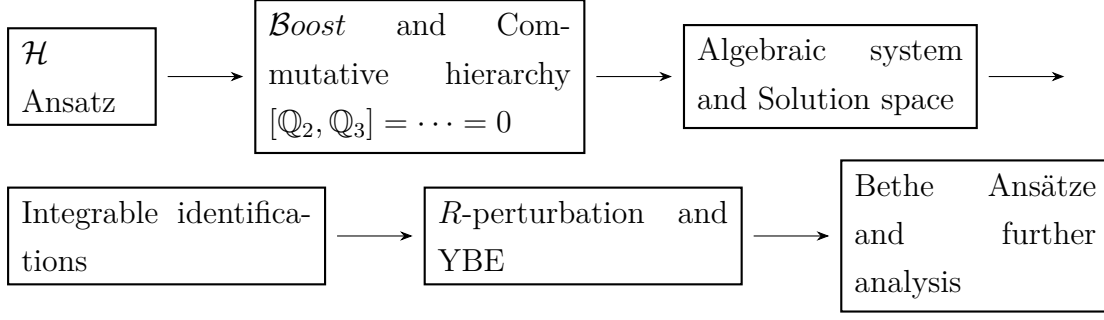 ℋ
Ansatz
ℬoost and Com-
mutative hierarchy
[ℚ₂, ℚ₃] = ⋯ = 0
Algebraic system
and Solution space
Integrable identifica-
tions
R-perturbation and
YBE
Bethe Ansätze
and further
analysis